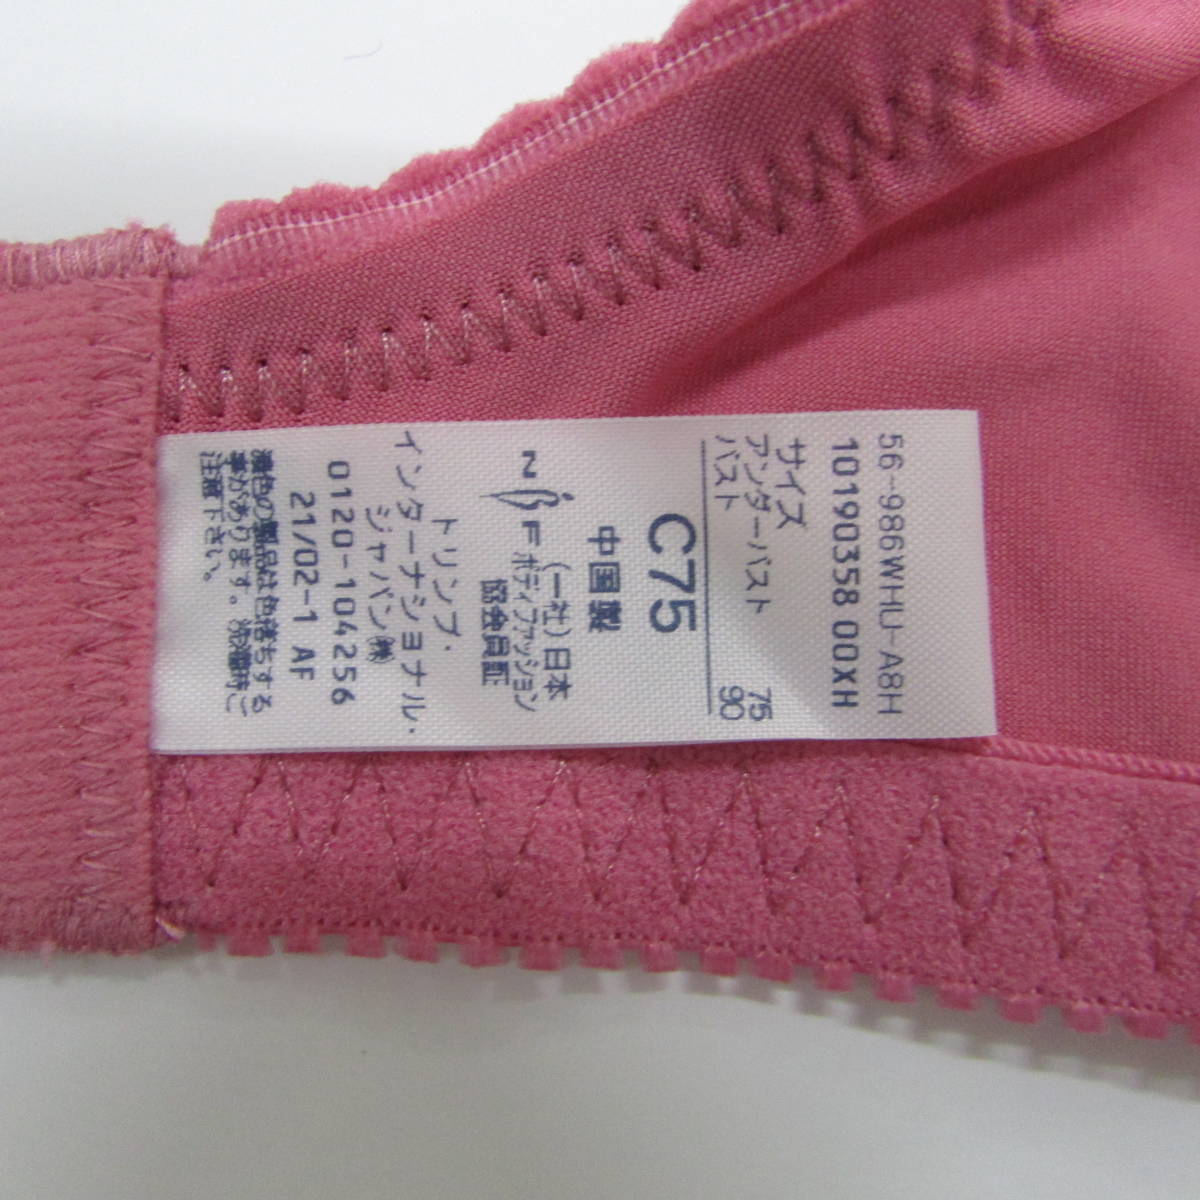 56-986WHU-A8H
10190358 00XH
サイズ
アンダーバスト 75
バスト 90
C75
中国製
(一社)日本
NBF ボディファッション
協会員証
トリンプ・
インターナショナル・
ジャパン㈱
0120-104256
21/02-1 AF
濃色の製品は色落ちする
事があります。洗濯時ご
注意下さい。